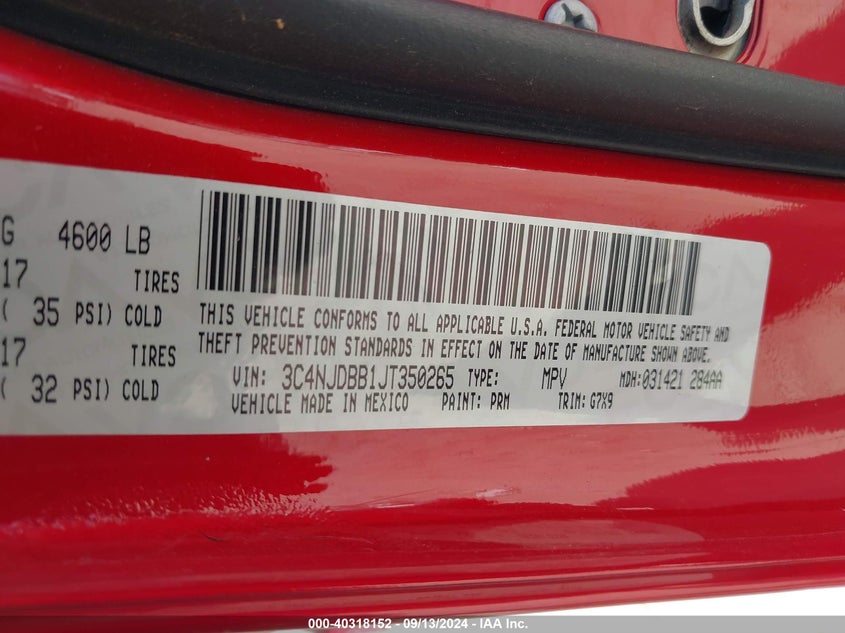 G 4600 LB
17 TIRES
( 35 PSI) COLD
17 TIRES
( 32 PSI) COLD
THIS VEHICLE CONFORMS TO ALL APPLICABLE U.S.A. FEDERAL MOTOR VEHICLE SAFETY AND
THEFT PREVENTION STANDARDS IN EFFECT ON THE DATE OF MANUFACTURE SHOWN ABOVE.
VIN: 3C4NJDBB1JT350265 TYPE: MPV MDH: 031421 284AA
VEHICLE MADE IN MEXICO PAINT: PRM TRIM: G7X9
000-40318152 - 09/13/2024 - IAA Inc.